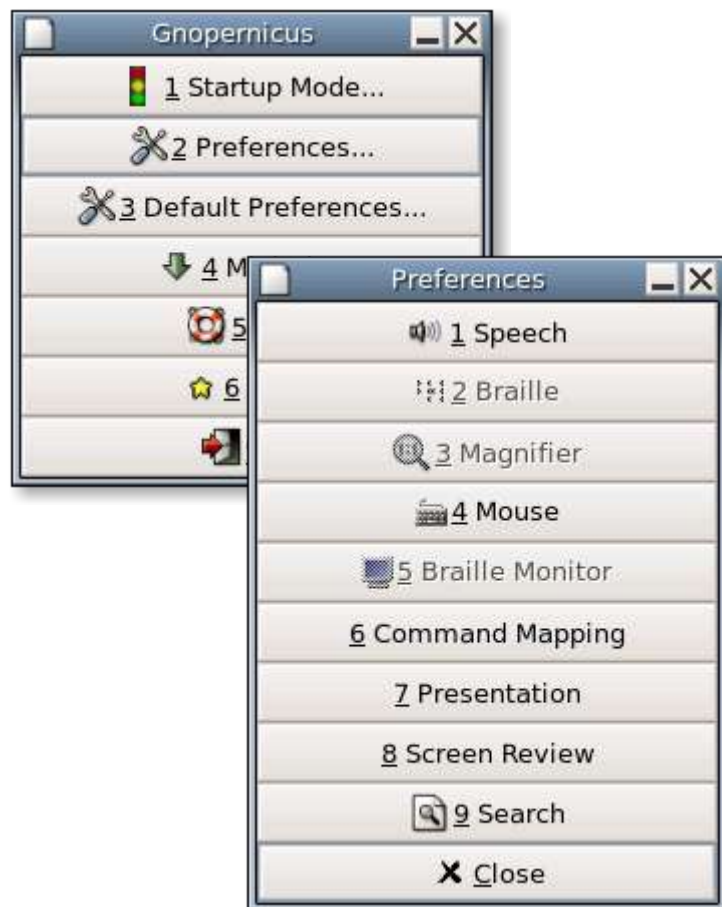 Gnopernicus
1 Startup Mode...
2 Preferences...
3 Default Preferences...
4
5
6
Preferences
1 Speech
2 Braille
3 Magnifier
4 Mouse
5 Braille Monitor
6 Command Mapping
7 Presentation
8 Screen Review
9 Search
Close